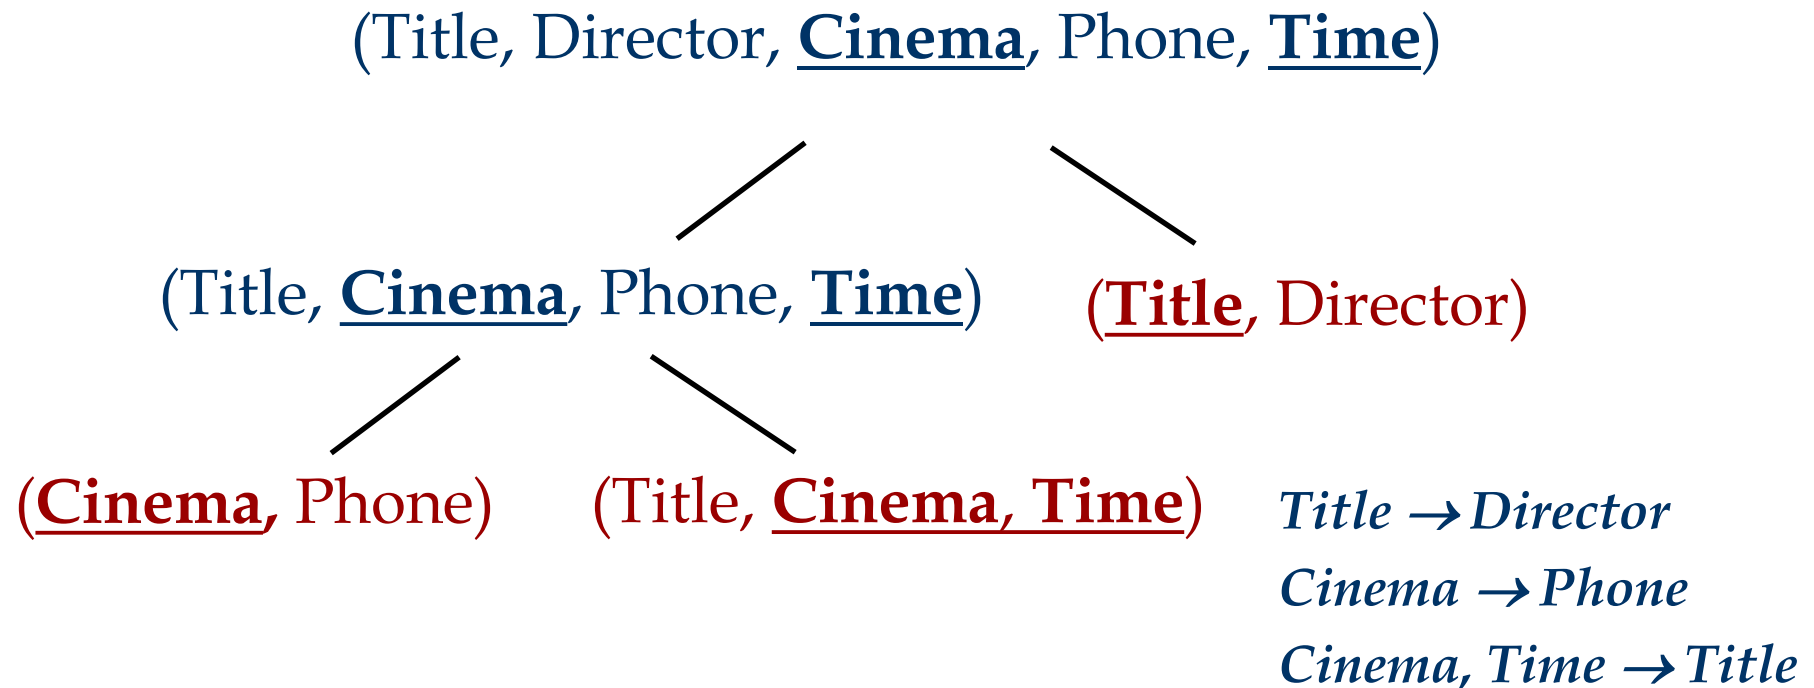 (Title, Director, Cinema, Phone, Time)
(Title, Cinema, Phone, Time)
(Title, Director)
(Cinema, Phone)
(Title, Cinema, Time)
Title → Director
Cinema → Phone
Cinema, Time → Title